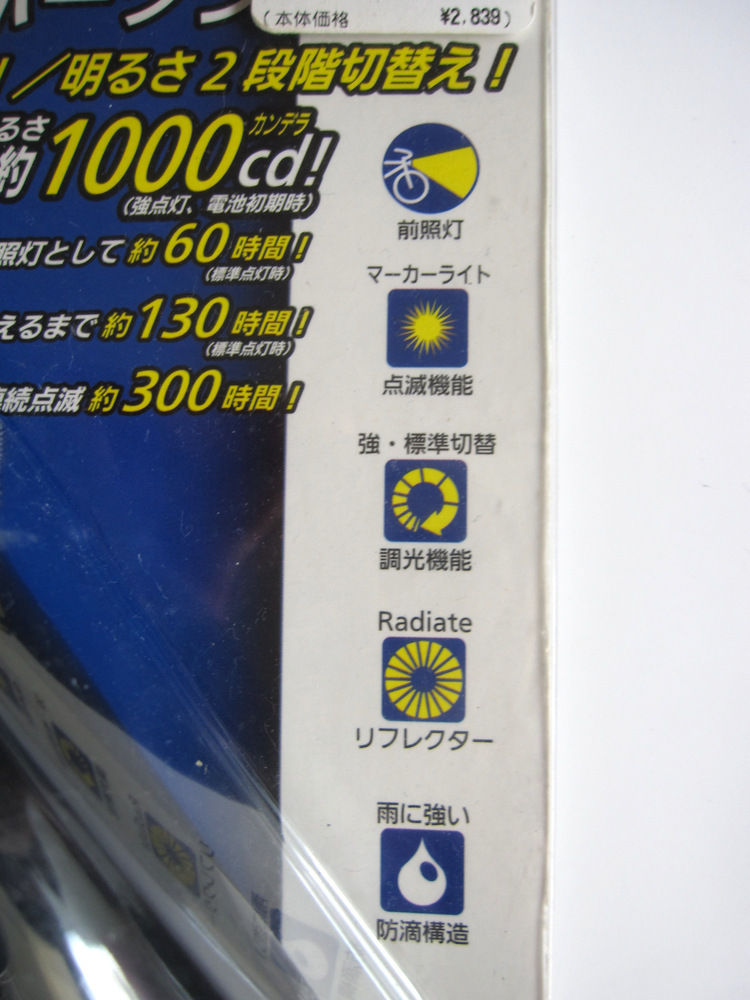 (本体価格 ¥2,839)
/明るさ2段階切替え!
るさ
約1000cd!
カンデラ
(強点灯、電池初期時)
照灯として約60時間!
(標準点灯時)
えるまで約130時間!
(標準点灯時)
続点滅約300時間!
前照灯
マーカーライト
点滅機能
強・標準切替
調光機能
Radiate
リフレクター
雨に強い
防滴構造